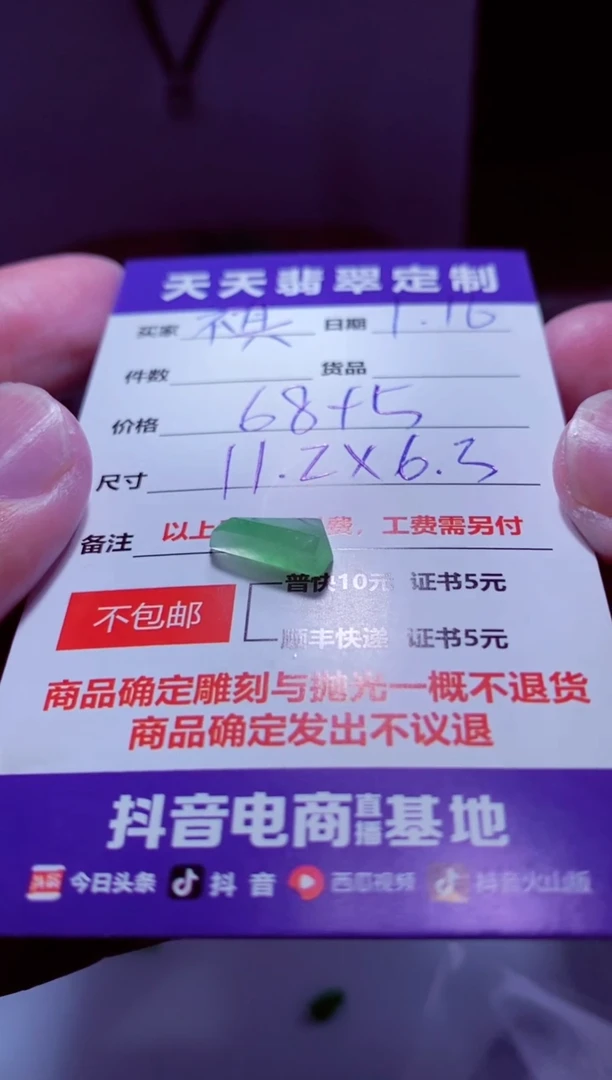 天天翡翠定制
买家 祺 日期 1.16
件数 货品
价格 68+5
尺寸 11.2×6.3
备注 以上 费,工费需另付
不包邮
普快10元 证书5元
顺丰快递 证书5元
商品确定雕刻与抛光一概不退货
商品确定发出不议退
抖音电商直播基地
头条 今日头条 抖音 西瓜视频 抖音火山版